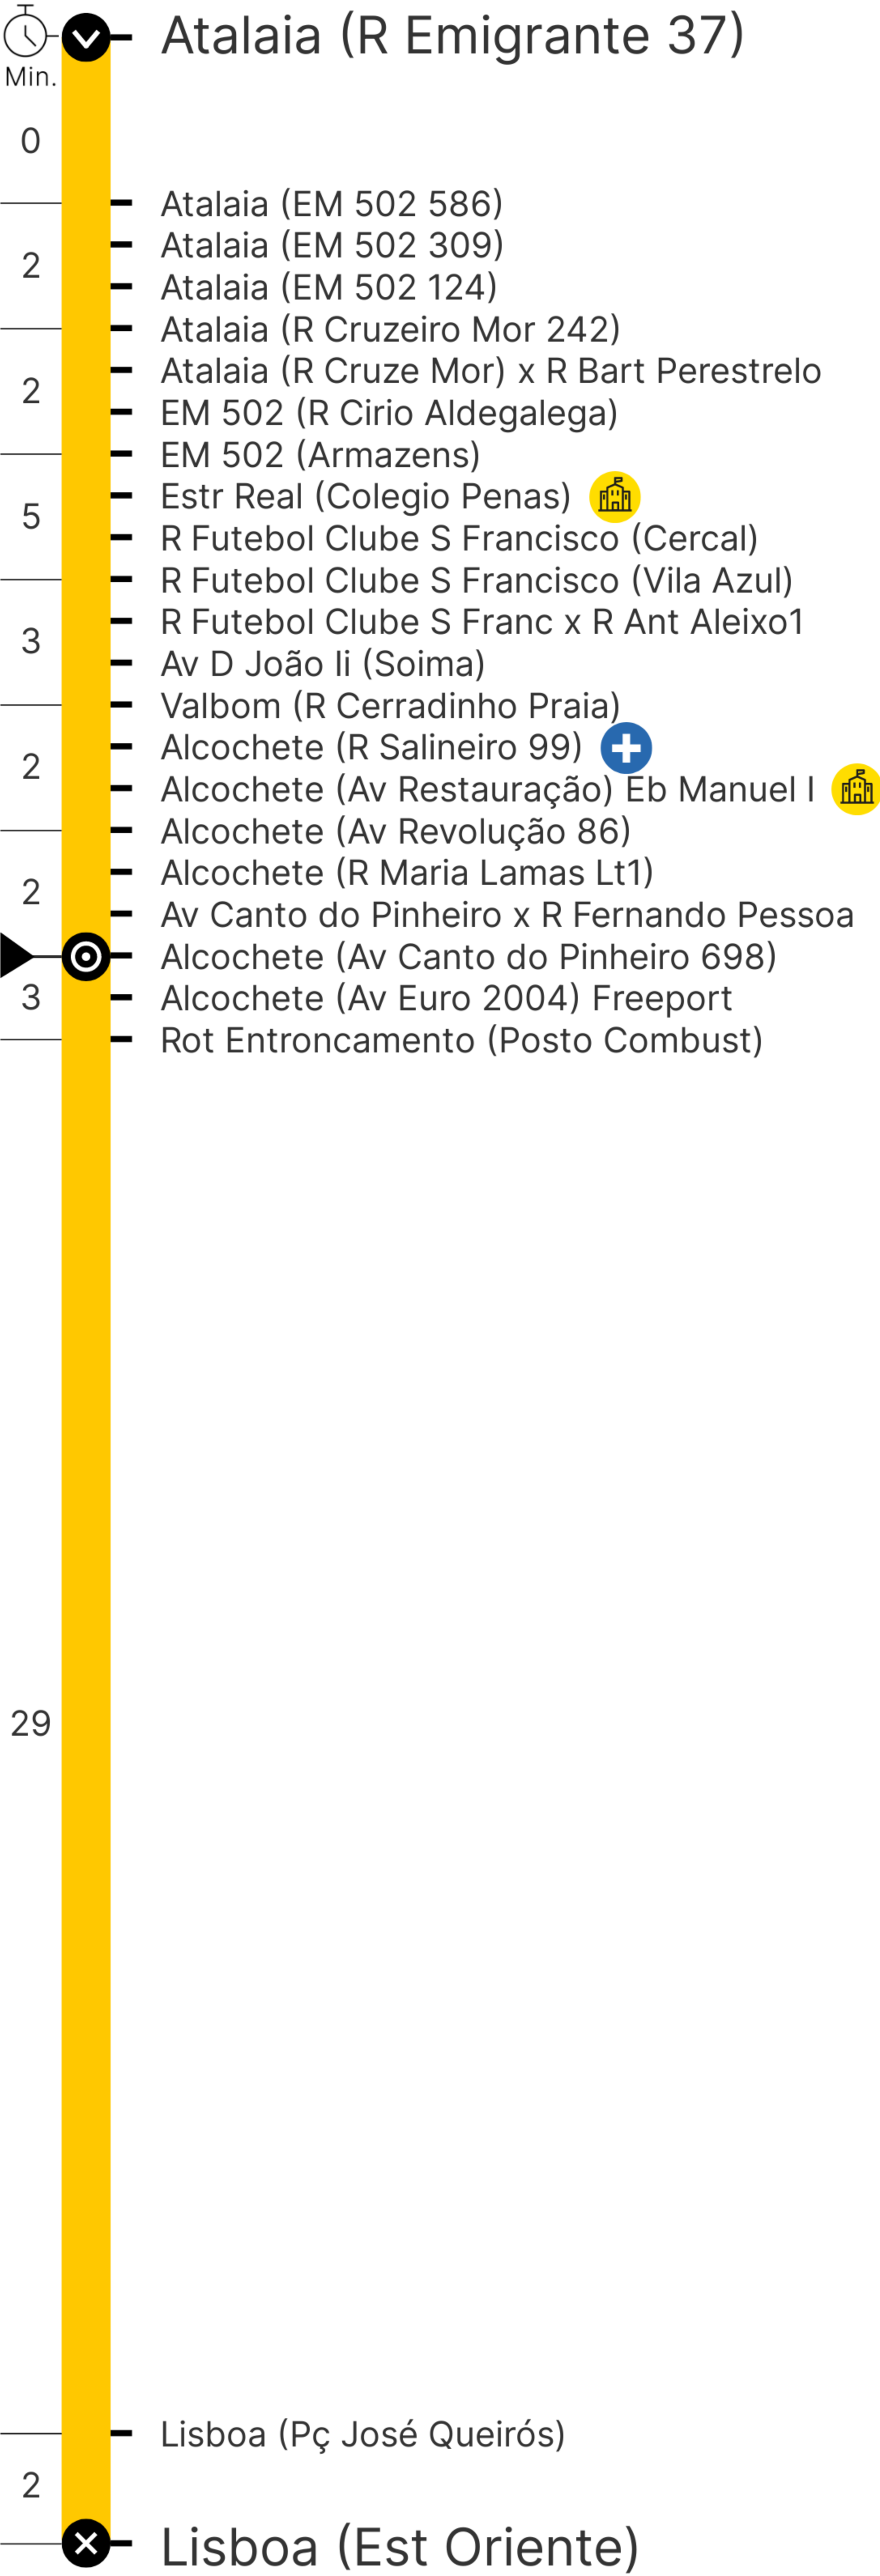 Atalaia (R Emigrante 37)
Min.
0
Atalaia (EM 502 586)
Atalaia (EM 502 309)
2
Atalaia (EM 502 124)
Atalaia (R Cruzeiro Mor 242)
Atalaia (R Cruze Mor) x R Bart Perestrelo
2
EM 502 (R Cirio Aldegalega)
EM 502 (Armazens)
Estr Real (Colegio Penas)
5
R Futebol Clube S Francisco (Cercal)
R Futebol Clube S Francisco (Vila Azul)
R Futebol Clube S Franc x R Ant Aleixo1
3
Av D João Ii (Soima)
Valbom (R Cerradinho Praia)
Alcochete (R Salineiro 99)
2
Alcochete (Av Restauração) Eb Manuel I
Alcochete (Av Revolução 86)
Alcochete (R Maria Lamas Lt1)
2
Av Canto do Pinheiro x R Fernando Pessoa
Alcochete (Av Canto do Pinheiro 698)
3
Alcochete (Av Euro 2004) Freeport
Rot Entroncamento (Posto Combust)
29
Lisboa (Pç José Queirós)
2
Lisboa (Est Oriente)